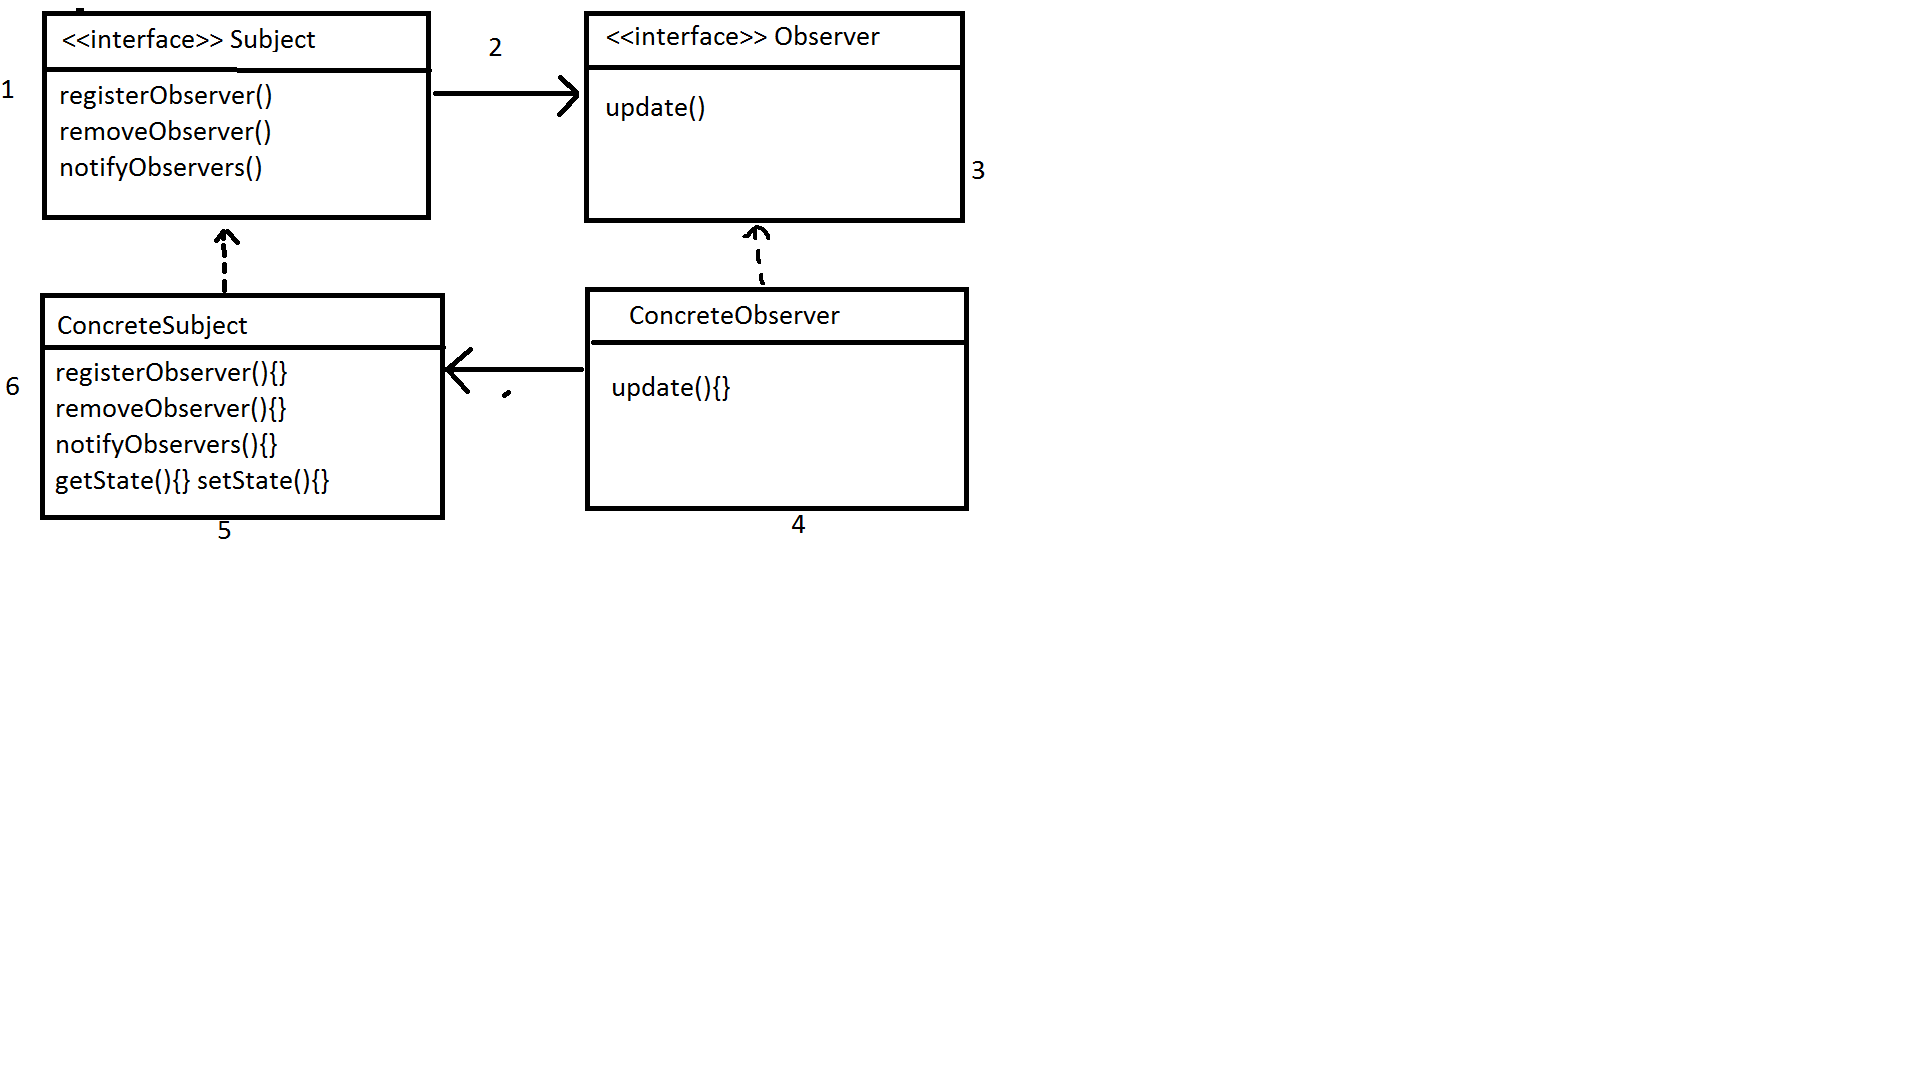 <<interface>> Subject
1
registerObserver()
removeObserver()
notifyObservers()
2
<<interface>> Observer
update()
3
ConcreteSubject
6
registerObserver(){}
removeObserver(){}
notifyObservers(){}
getState(){} setState(){}
5
ConcreteObserver
update(){}
4